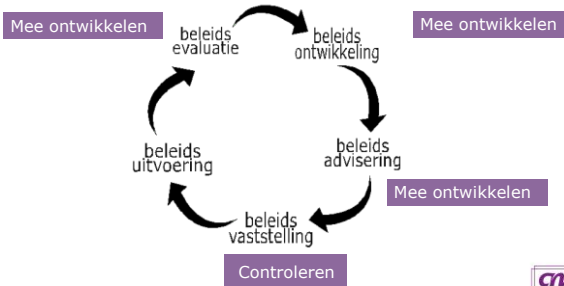 Mee ontwikkelen
beleids
evaluatie
beleids
ontwikkeling
Mee ontwikkelen
beleids
advisering
Mee ontwikkelen
beleids
vaststelling
Controleren
beleids
uitvoering